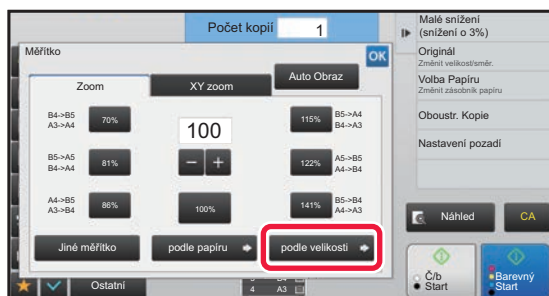 Počet kopií 1
Měřítko
OK
Zoom
XY zoom
Auto Obraz
B4->B5
A3->A4
70%
100
115%
B5->A4
B4->A3
B5->A5
B4->A4
81%
122%
A5->B5
A4->B4
A4->B5
A3->B4
86%
100%
141%
B5->B4
A4->A3
Jiné měřítko
podle papíru
podle velikosti
Ostatní
4 A3
Malé snížení
(snížení o 3%)
Originál
Změnit velikost/směr.
Volba Papíru
Změnit zásobník papíru
Oboustr. Kopie
Nastavení pozadí
Náhled
CA
Č/b
Start
Barevný
Start